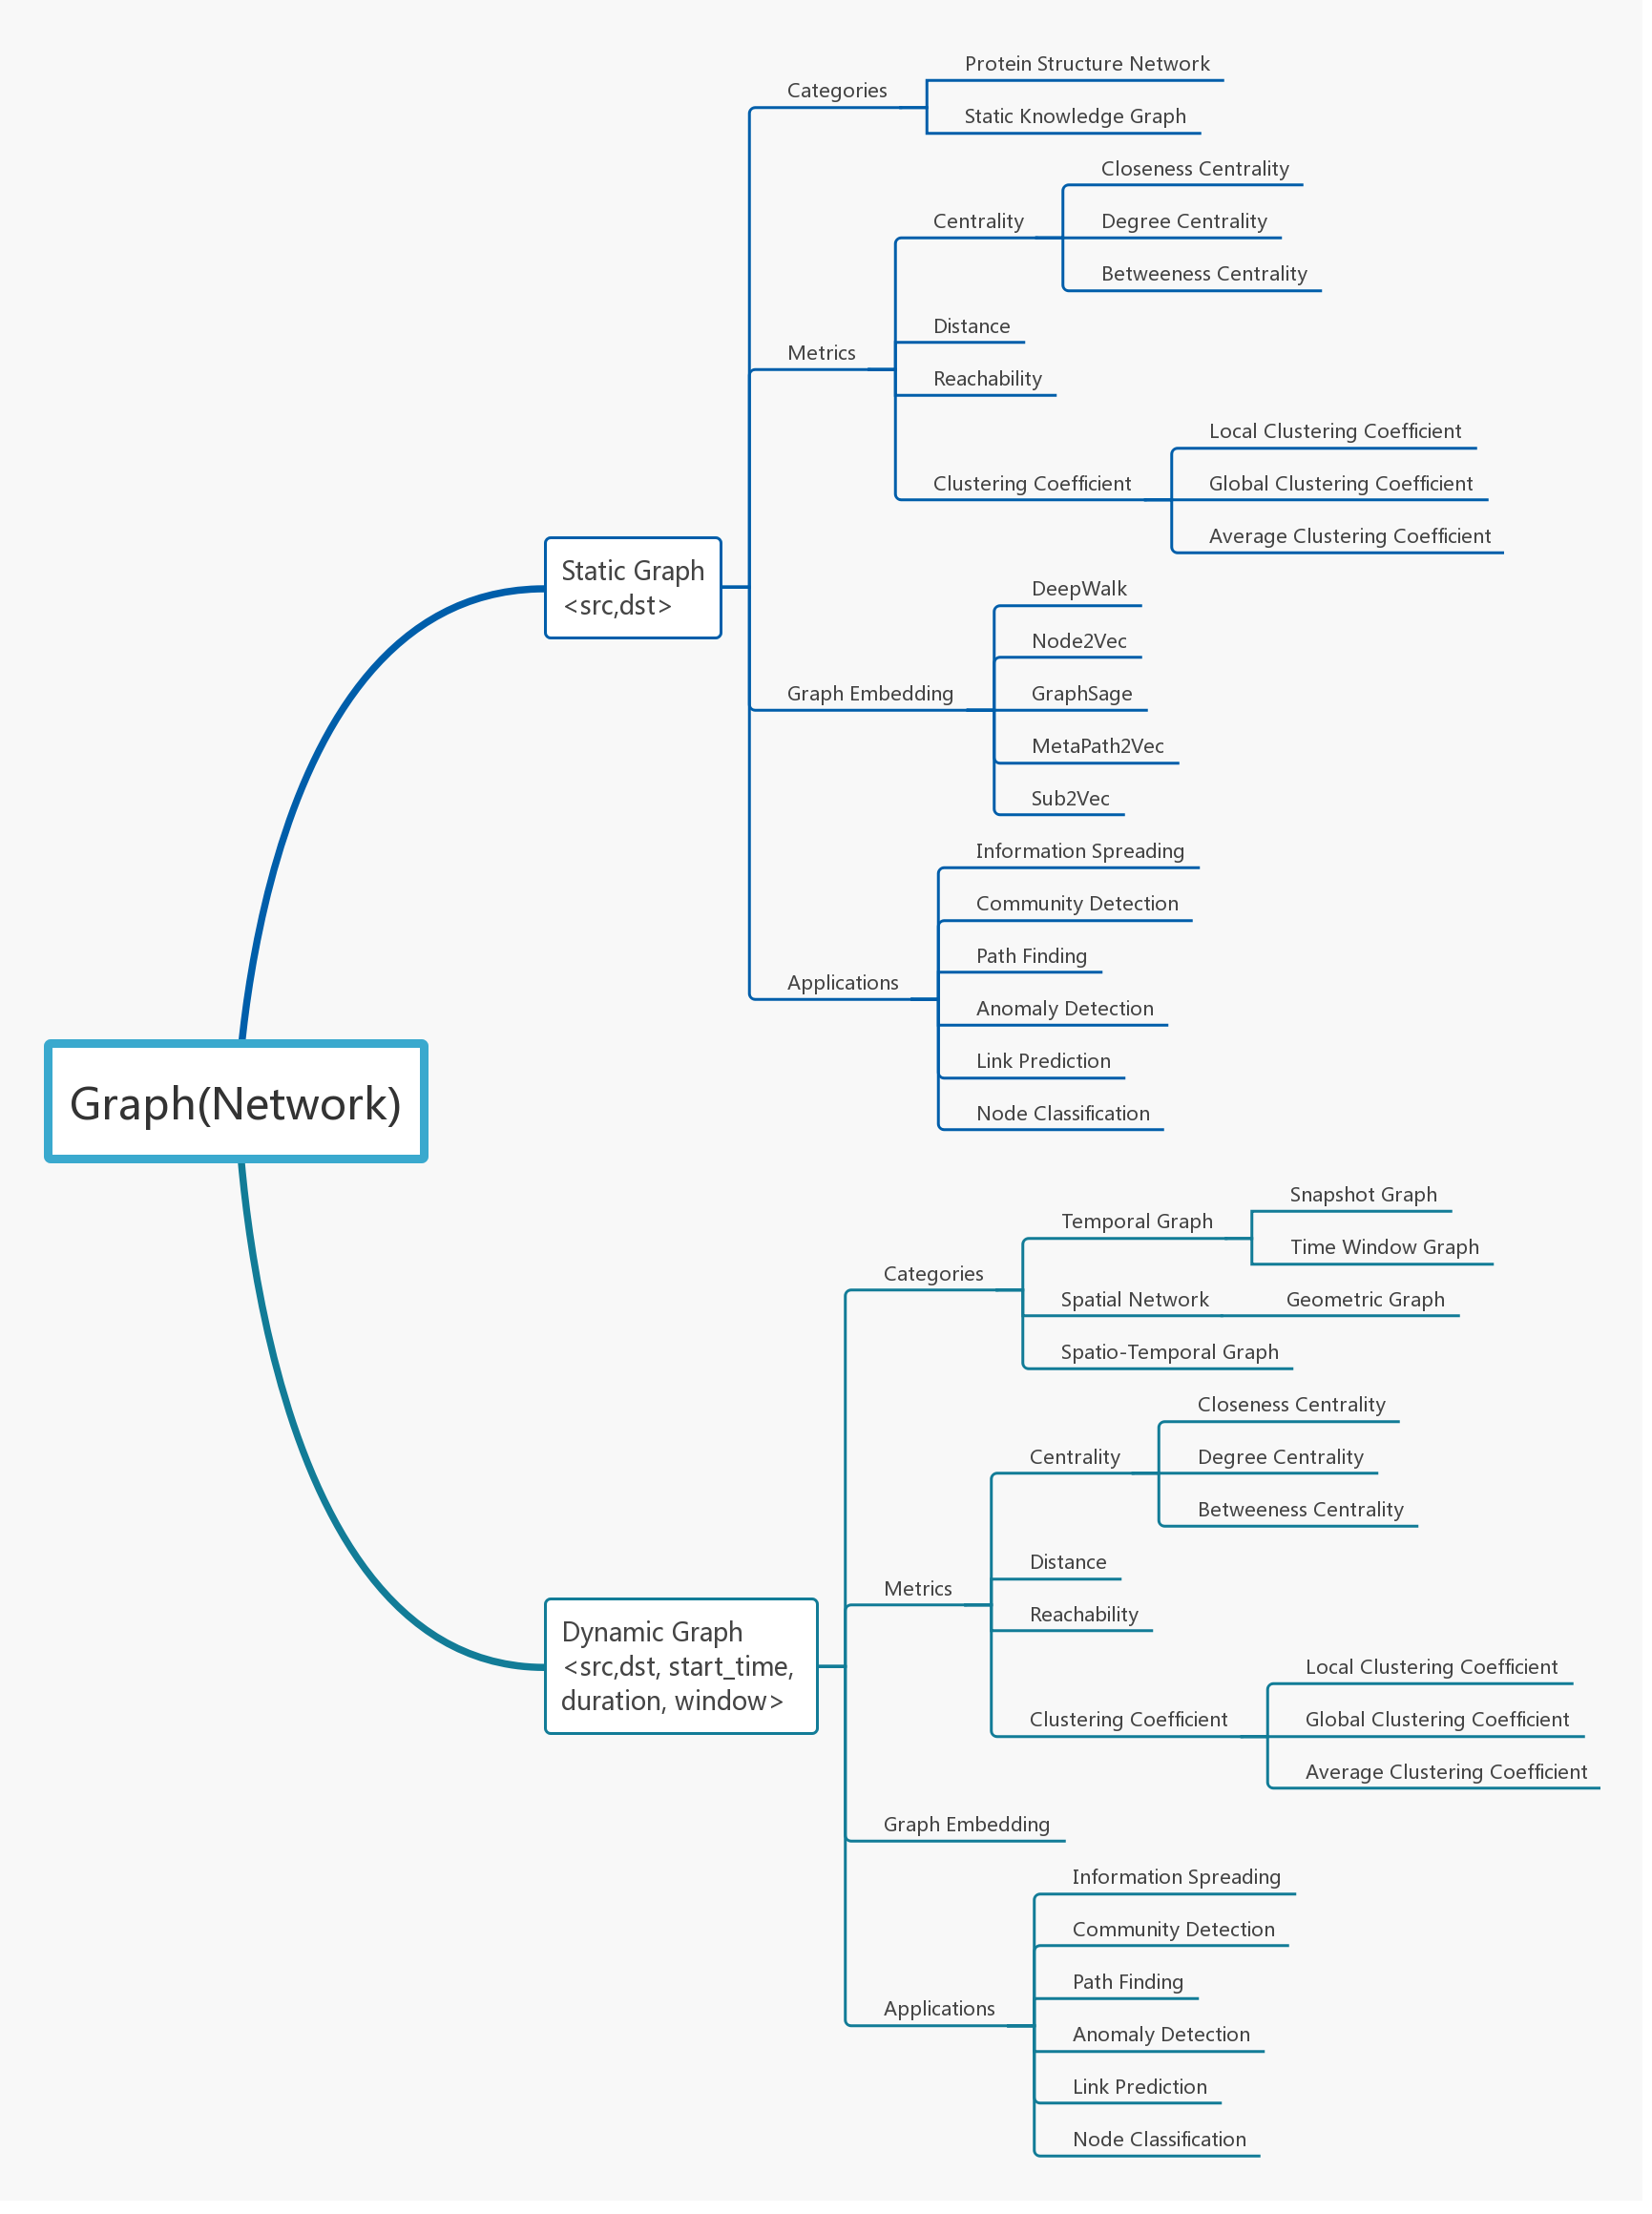 Protein Structure Network
Categories
Static Knowledge Graph
Closeness Centrality
Centrality
Degree Centrality
Betweeness Centrality
Distance
Metrics
Reachability
Local Clustering Coefficient
Clustering Coefficient
Global Clustering Coefficient
Average Clustering Coefficient
Static Graph
<src,dst>
DeepWalk
Node2Vec
Graph Embedding
GraphSage
MetaPath2Vec
Sub2Vec
Information Spreading
Community Detection
Path Finding
Applications
Anomaly Detection
Link Prediction
Node Classification
Graph(Network)
Snapshot Graph
Temporal Graph
Time Window Graph
Categories
Spatial Network
Geometric Graph
Spatio-Temporal Graph
Closeness Centrality
Centrality
Degree Centrality
Betweeness Centrality
Distance
Metrics
Reachability
Local Clustering Coefficient
Clustering Coefficient
Global Clustering Coefficient
Average Clustering Coefficient
Dynamic Graph
<src,dst, start_time,
duration, window>
Graph Embedding
Information Spreading
Community Detection
Path Finding
Applications
Anomaly Detection
Link Prediction
Node Classification